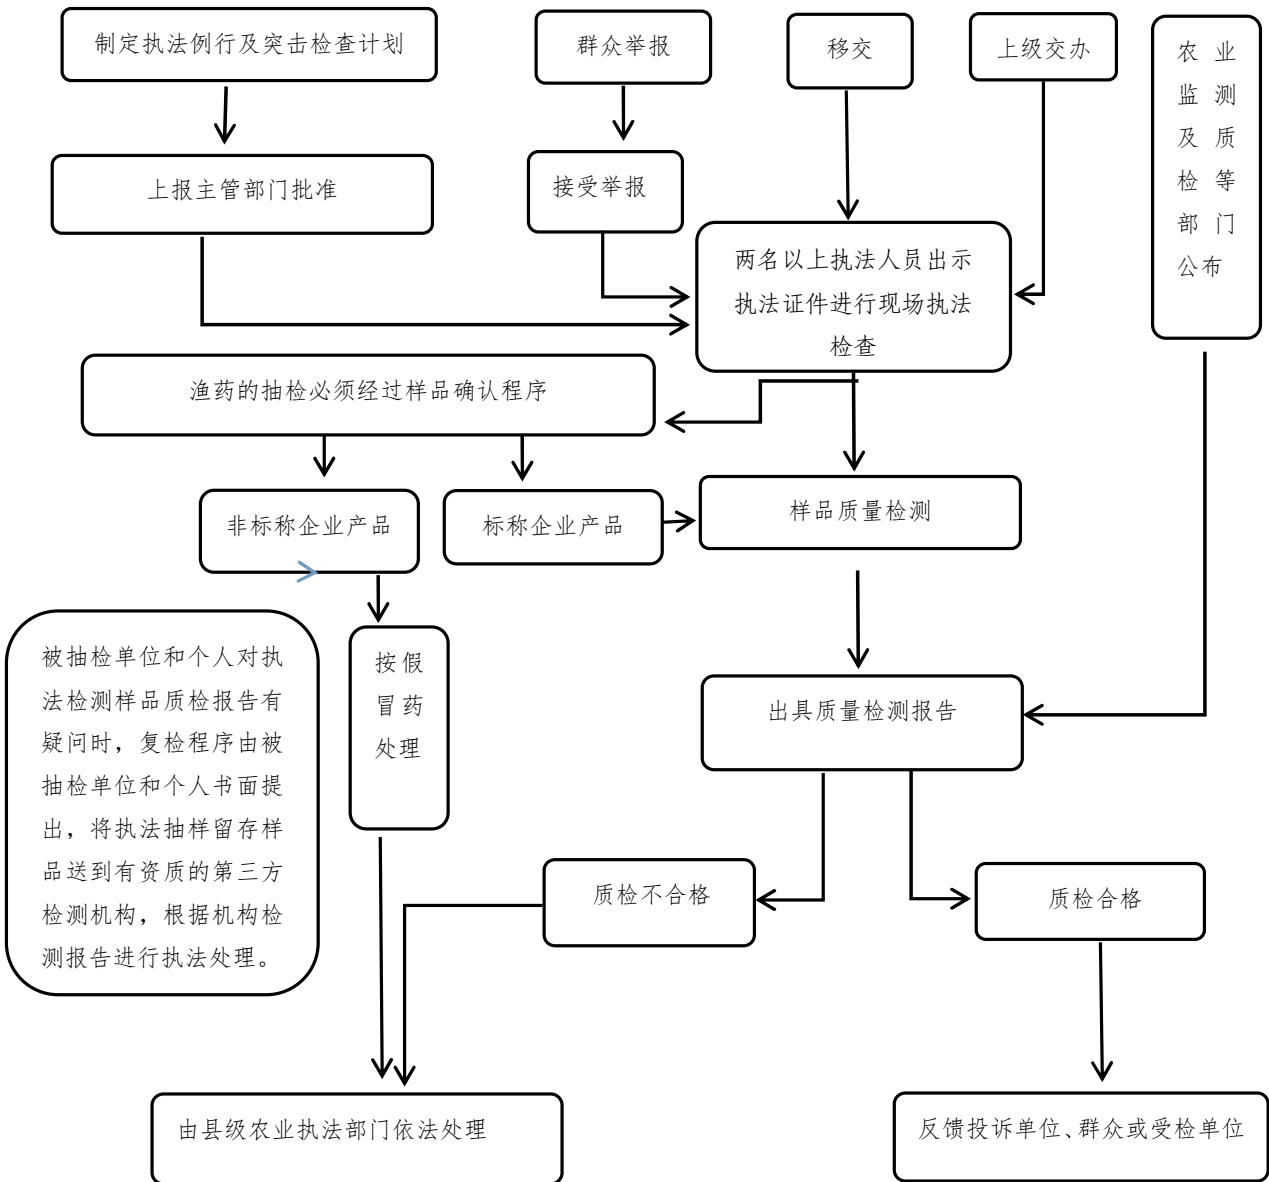 制定执法例行及突击检查计划
群众举报
移交
上级交办
农业
监测
及质
检等
部门
公布
上报主管部门批准
接受举报
两名以上执法人员出示
执法证件进行现场执法
检查
渔药的抽检必须经过样品确认程序
非标称企业产品
标称企业产品
样品质量检测
被抽检单位和个人对执
法检测样品质检报告有
疑问时，复检程序由被
抽检单位和个人书面提
出，将执法抽样留存样
品送到有资质的第三方
检测机构，根据机构检
测报告进行执法处理。
按假
冒药
处理
出具质量检测报告
质检不合格
质检合格
由县级农业执法部门依法处理
反馈投诉单位、群众或受检单位